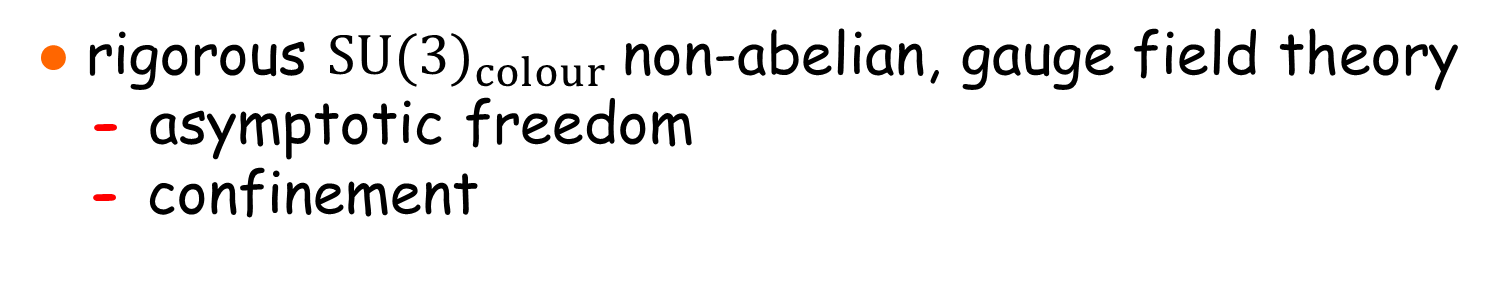 • rigorous SU(3)colour non-abelian, gauge field theory
- asymptotic freedom
- confinement